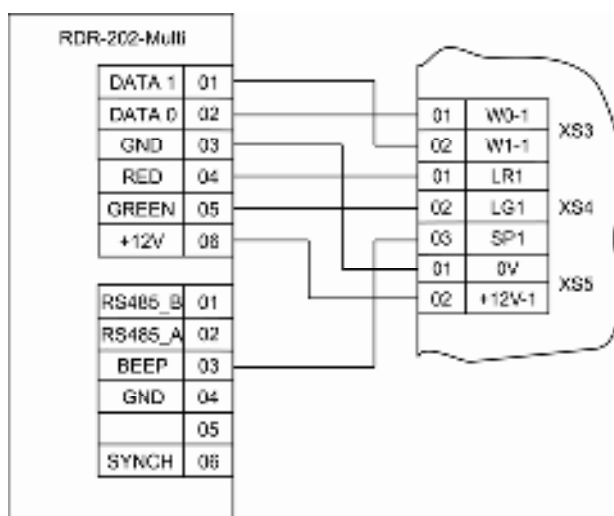 RDR-202-Multi
DATA 1 01
DATA 0 02
GND 03
RED 04
GREEN 05
+12V 06
RS485_B 01
RS485_A 02
BEEP 03
GND 04
05
SYNCH 06
01 W0-1
02 W1-1
XS3
01 LR1
02 LG1
03 SP1
XS4
01 0V
02 +12V-1
XS5